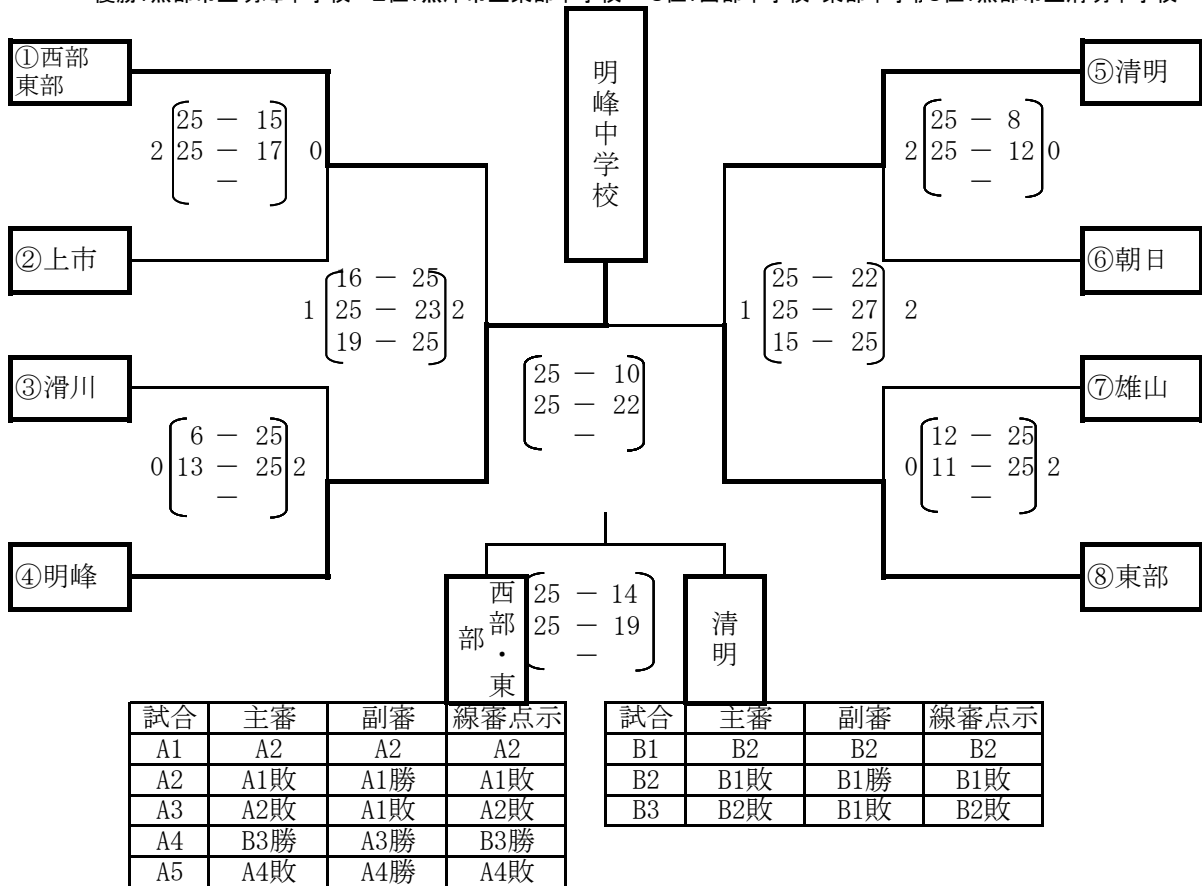 ①西部
東部
25 － 15
2 25 － 17 0
－
②上市
16 － 25
1 25 － 23 2
19 － 25
③滑川
6 － 25
0 13 － 25 2
－
④明峰
明峰中学校
25 － 10
25 － 22
－
⑤清明
25 － 8
2 25 － 12 0
－
⑥朝日
25 － 22
1 25 － 27 2
15 － 25
⑦雄山
12 － 25
0 11 － 25 2
－
⑧東部
西部・東
部
25 － 14
25 － 19
－
清明
試合 主審 副審 線審点示
A1 A2 A2 A2
A2 A1敗 A1勝 A1敗
A3 A2敗 A1敗 A2敗
A4 B3勝 A3勝 B3勝
A5 A4敗 A4勝 A4敗
試合 主審 副審 線審点示
B1 B2 B2 B2
B2 B1敗 B1勝 B1敗
B3 B2敗 B1敗 B2敗